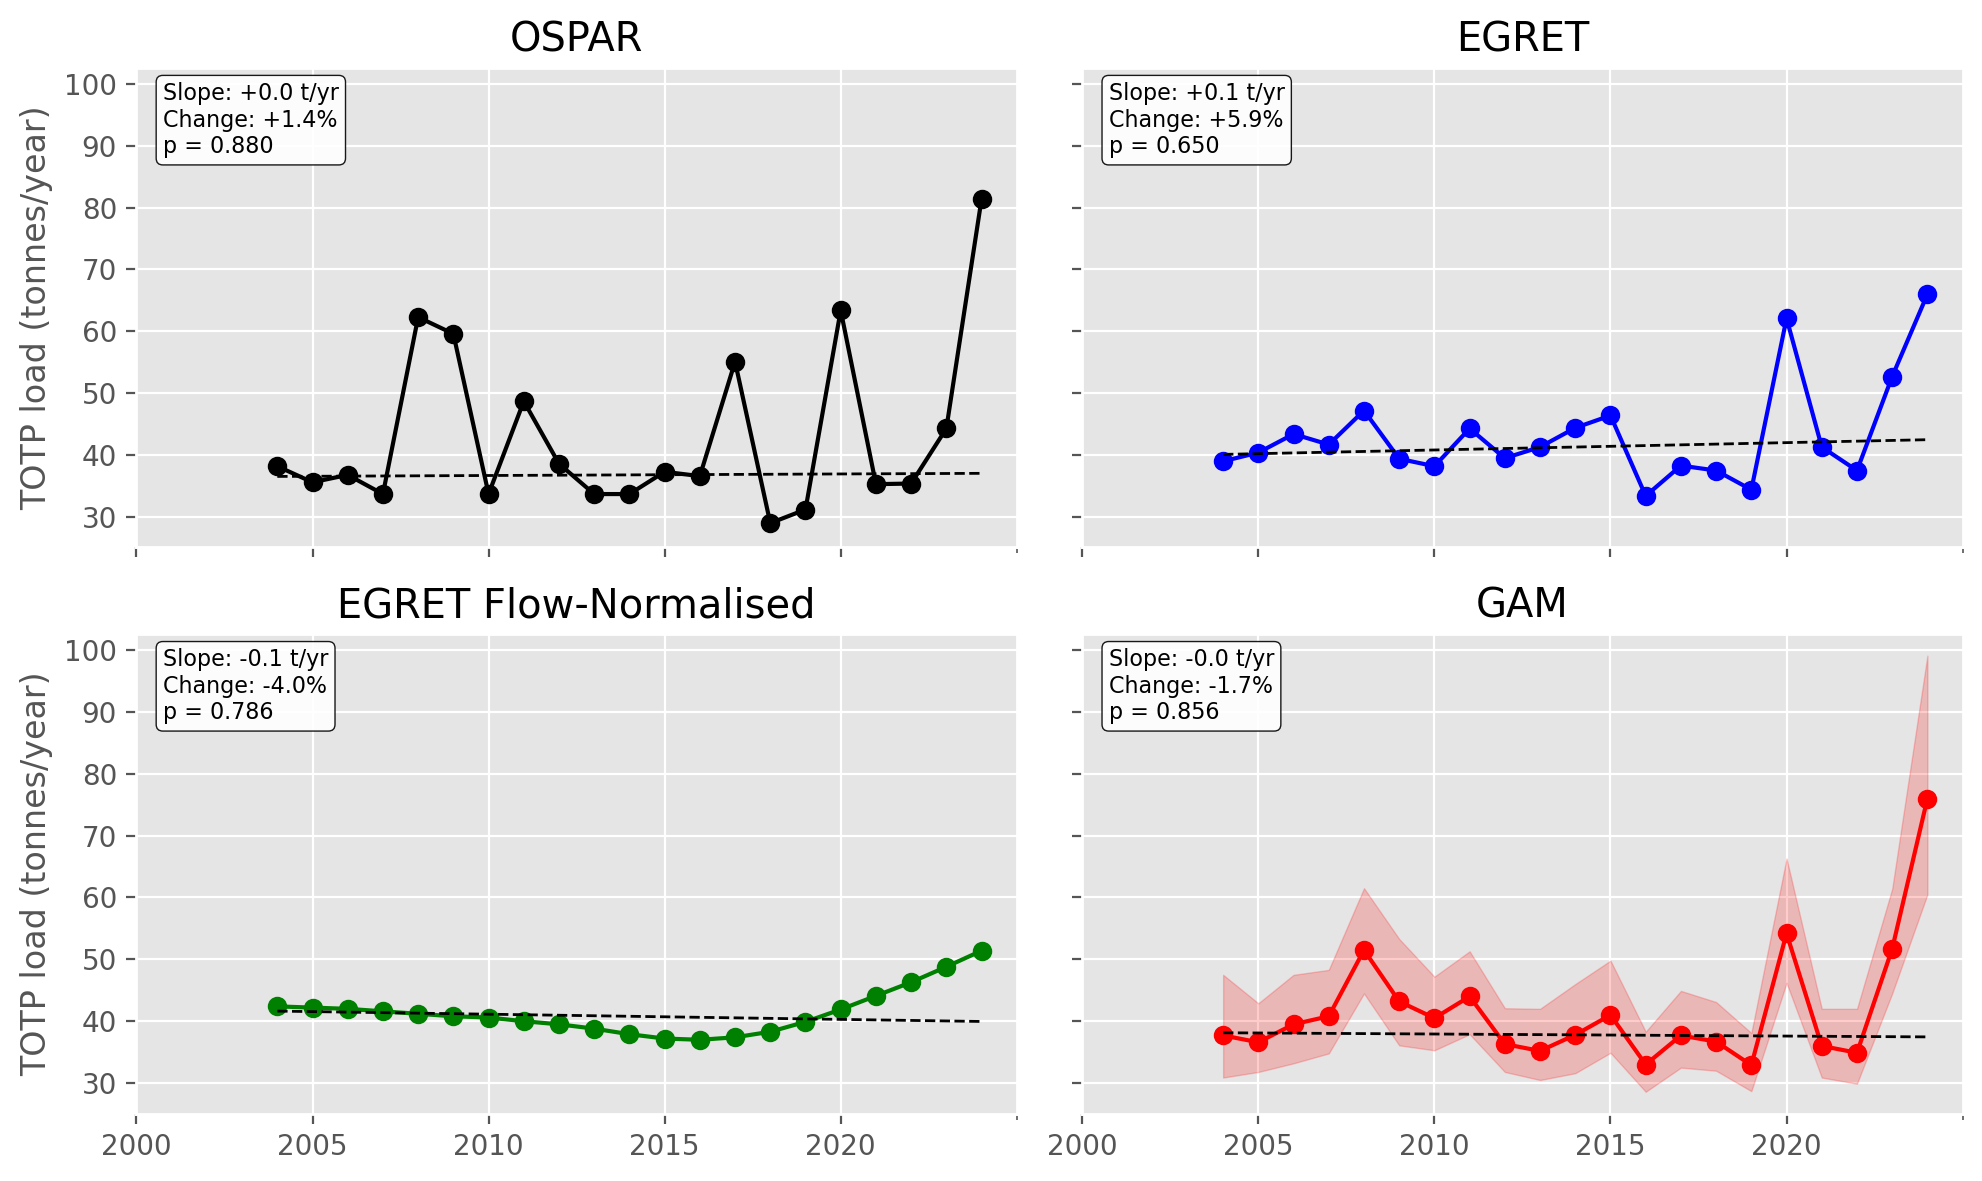 OSPAR
TOTP load (tonnes/year)
100
90
80
70
60
50
40
30
Slope: +0.0 t/yr
Change: +1.4%
p = 0.880
EGRET
Slope: +0.1 t/yr
Change: +5.9%
p = 0.650
EGRET Flow-Normalised
TOTP load (tonnes/year)
100
90
80
70
60
50
40
30
Slope: -0.1 t/yr
Change: -4.0%
p = 0.786
2000 2005 2010 2015 2020
GAM
Slope: -0.0 t/yr
Change: -1.7%
p = 0.856
2000 2005 2010 2015 2020